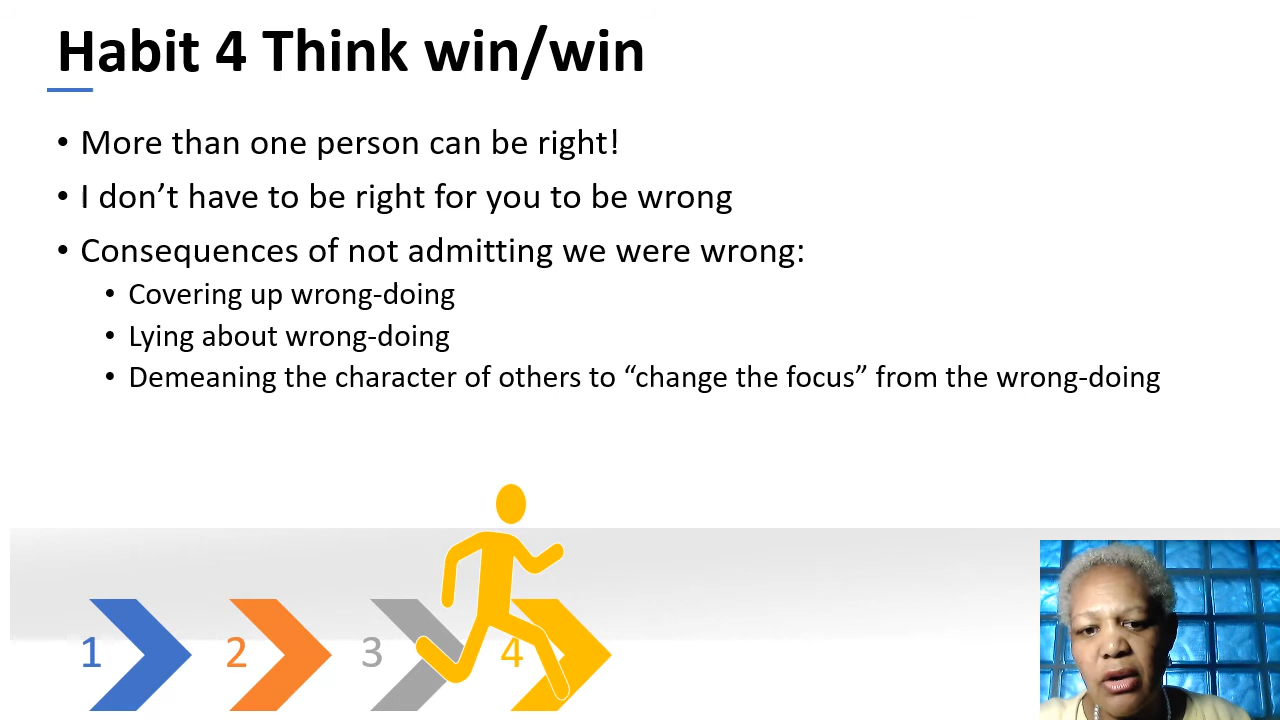 Habit 4 Think win/win
• More than one person can be right!
• I don’t have to be right for you to be wrong
• Consequences of not admitting we were wrong:
• Covering up wrong-doing
• Lying about wrong-doing
• Demeaning the character of others to “change the focus” from the wrong-doing
1 2 3 4